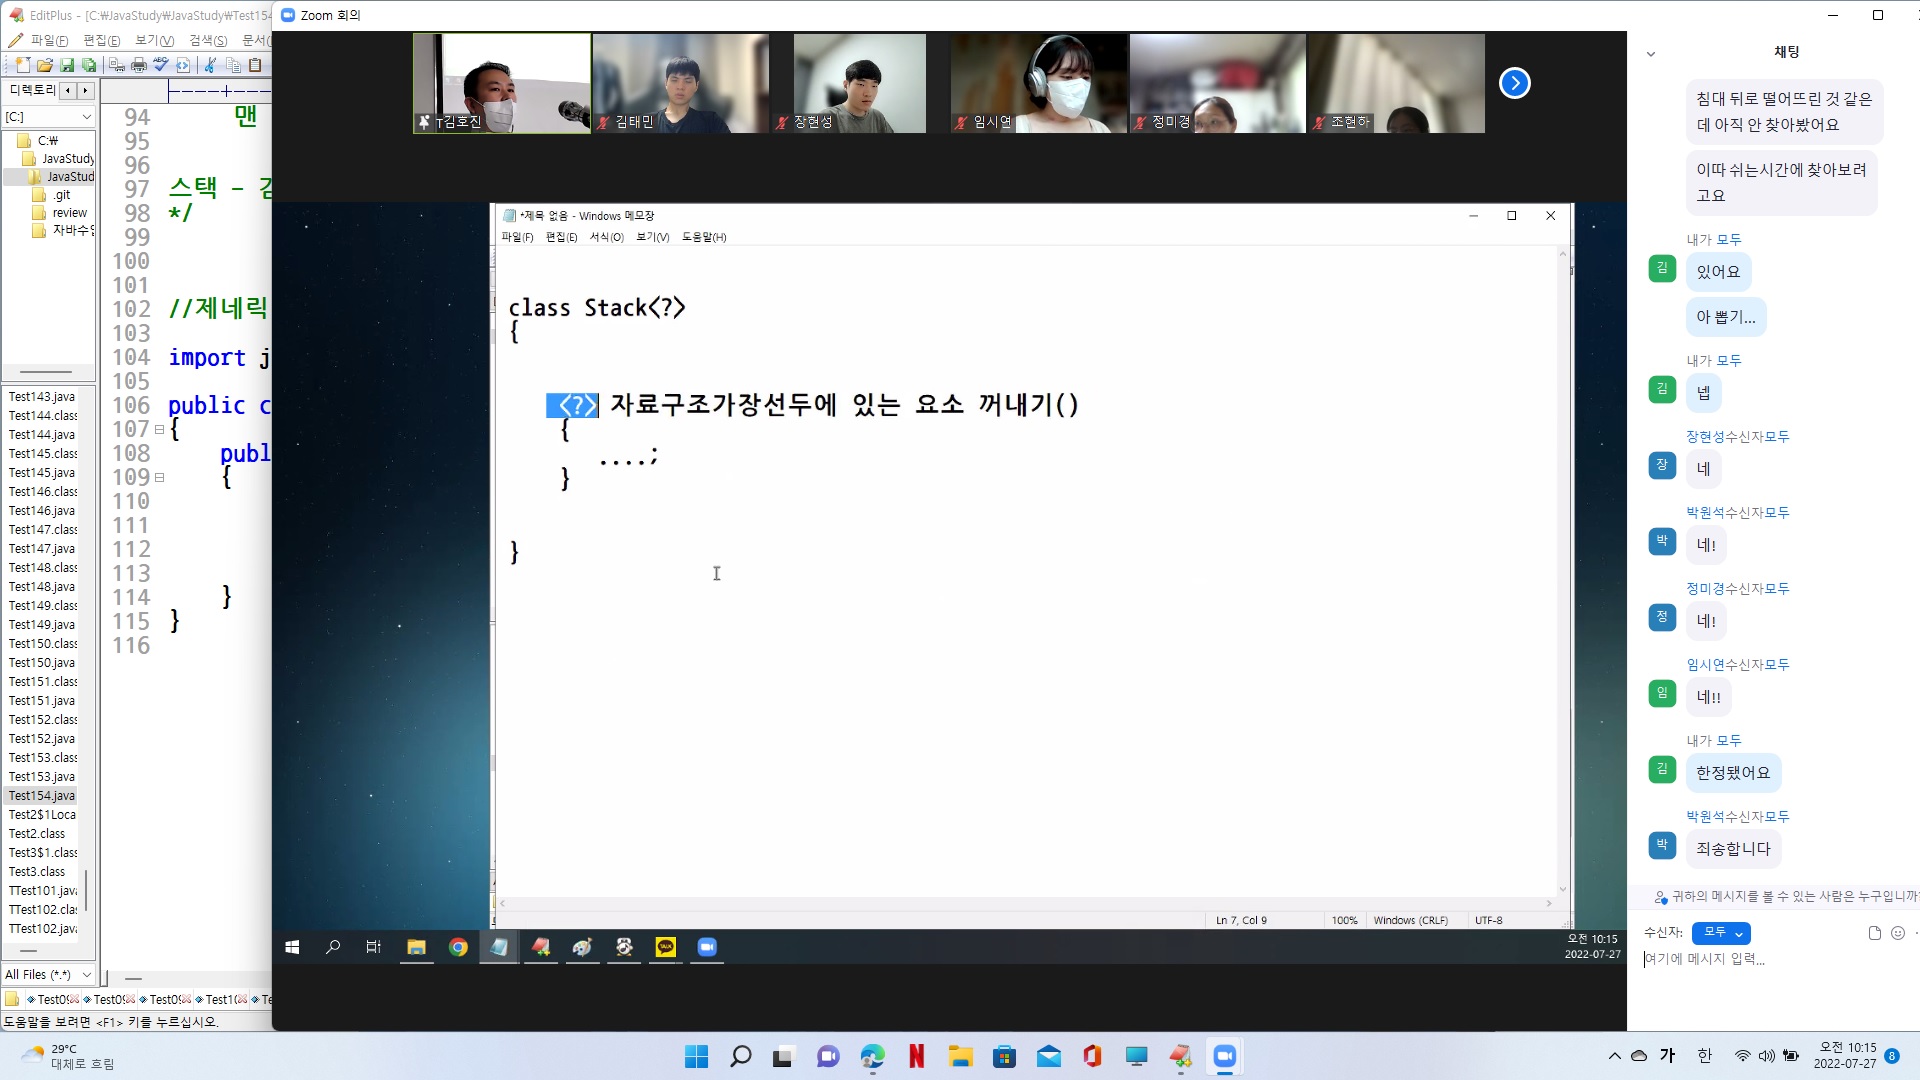 EditPlus - [C:₩JavaStudy₩JavaStudy₩Test154
파일(F) 편집(E) 보기(V) 검색(S) 문서(
디렉토리
[C:]
C:₩
JavaStudy
JavaStud
.git
review
자바수업
Test143.java
Test144.class
Test144.java
Test145.class
Test145.java
Test146.class
Test146.java
Test147.class
Test147.java
Test148.class
Test148.java
Test149.class
Test149.java
Test150.class
Test150.java
Test151.class
Test151.java
Test152.class
Test152.java
Test153.class
Test153.java
Test154.java
Test2$1Loca
Test2.class
Test3$1.class
Test3.class
TTest101.java
TTest102.clas
TTest102.java
All Files (*.*)
94 맨
95
96
97 스택 -
98 */
99
100
101
102 //제네릭
103
104 import j
105
106 public c
107 {
108 publ
109 {
110
111
112
113
114 }
115 }
116
Test09 Test09 Test09 Test1( Te
도움말을 보려면 <F1> 키를 누르십시오.
Zoom 회의
T김호진
김태민
장현성
임시연
정미경
조현하
*제목 없음 - Windows 메모장
파일(F) 편집(E) 서식(O) 보기(V) 도움말(H)
class Stack<?>
{
<?> 자료구조가장선두에 있는 요소 꺼내기()
{
....;
}
}
Ln 7, Col 9 100% Windows (CRLF) UTF-8
TALK
오전 10:15
2022-07-27
채팅
침대 뒤로 떨어뜨린 것 같은
데 아직 안 찾아봤어요
이따 쉬는시간에 찾아보려
고요
내가 모두
김
있어요
아 뽑기...
내가 모두
김
넵
장현성수신자모두
장
네
박원석수신자모두
박
네!
정미경수신자모두
정
네!
임시연수신자모두
임
네!!
내가 모두
김
한정됐어요
박원석수신자모두
박
죄송합니다
귀하의 메시지를 볼 수 있는 사람은 누구입니까
수신자: 모두
여기에 메시지 입력...
29°C
대체로 흐림
가 한
오전 10:15
2022-07-27
8